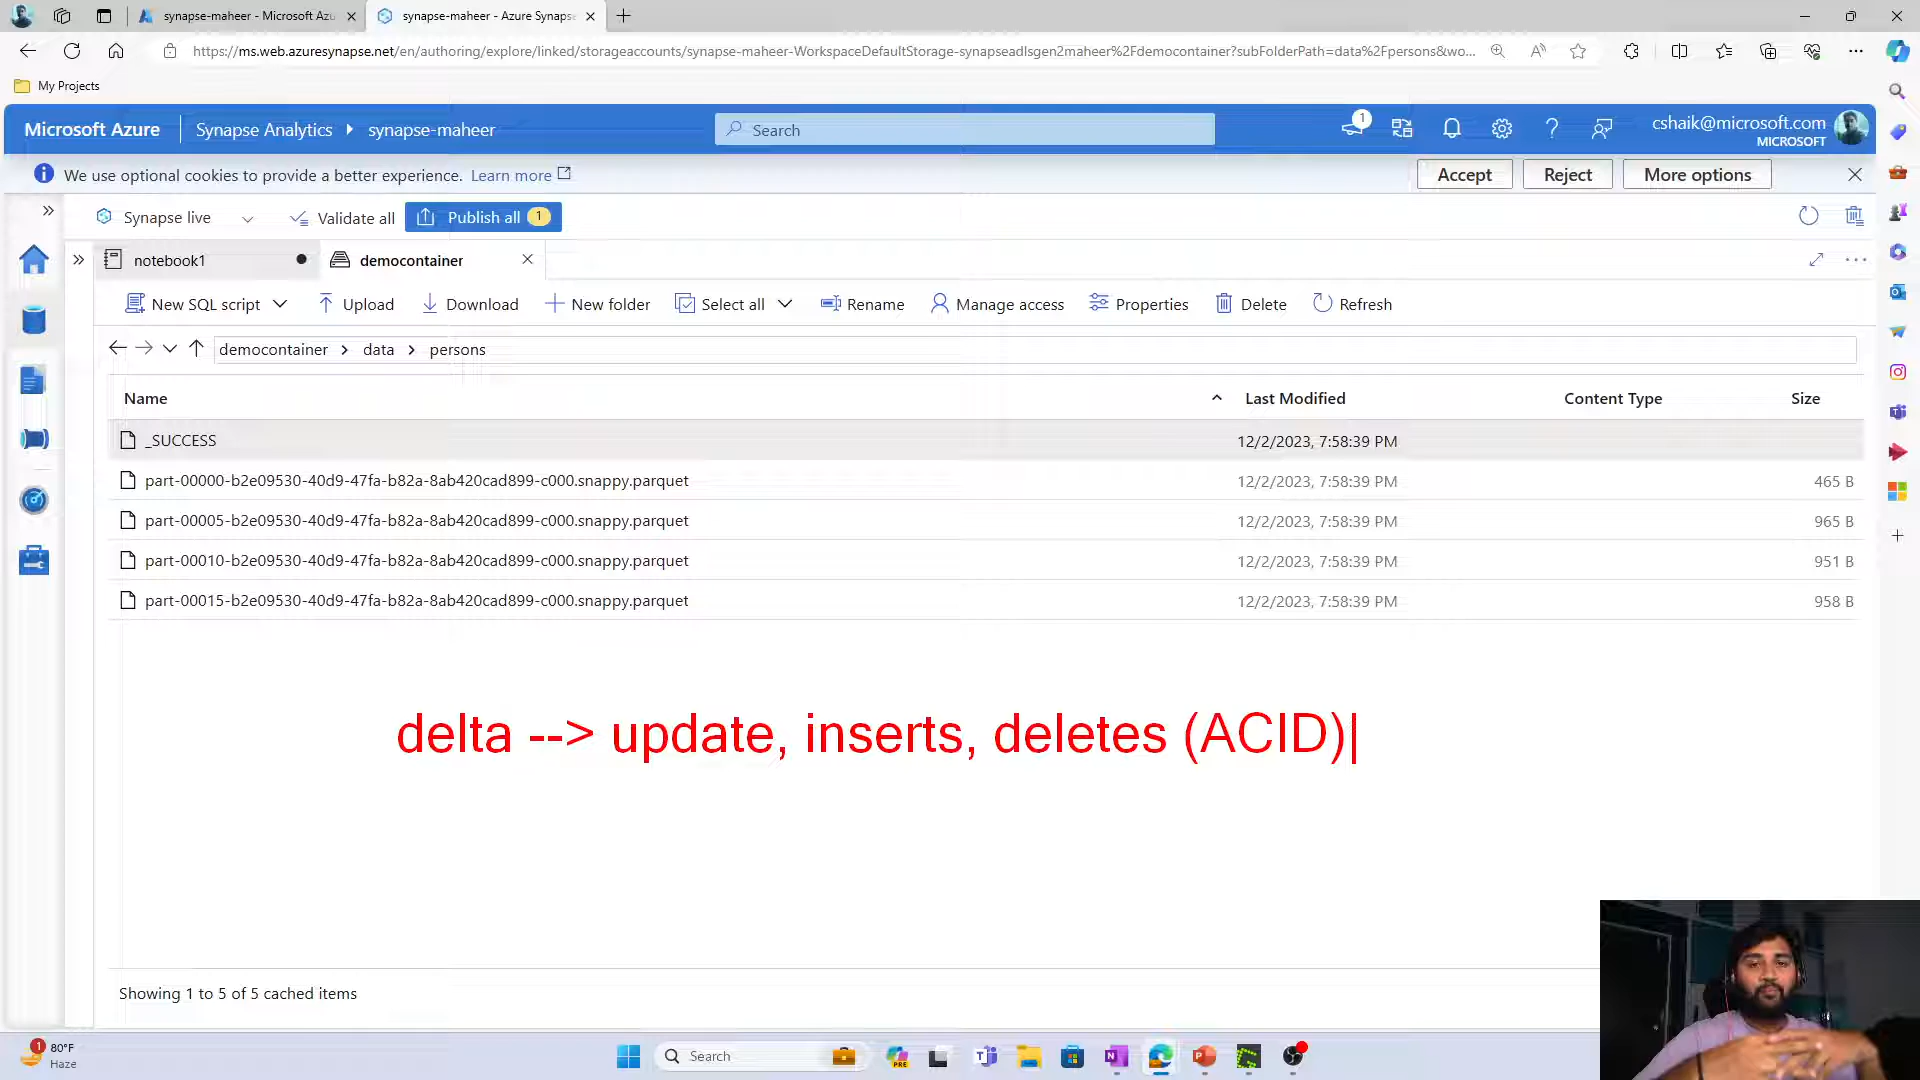 synapse-maheer - Microsoft Azu
synapse-maheer - Azure Synapse
https://ms.web.azuresynapse.net/en/authoring/explore/linked/storageaccounts/synapse-maheer-WorkspaceDefaultStorage-synapseadlsgen2maheer%2Fdemocontainer?subFolderPath=data%2Fpersons&wo...
My Projects
Microsoft Azure
Synapse Analytics
synapse-maheer
Search
1
cshaik@microsoft.com
MICROSOFT
We use optional cookies to provide a better experience. Learn more
Accept
Reject
More options
Synapse live
Validate all
Publish all 1
notebook1
democontainer
New SQL script
Upload
Download
New folder
Select all
Rename
Manage access
Properties
Delete
Refresh
democontainer > data > persons
Name Last Modified Content Type Size
_SUCCESS 12/2/2023, 7:58:39 PM
part-00000-b2e09530-40d9-47fa-b82a-8ab420cad899-c000.snappy.parquet 12/2/2023, 7:58:39 PM 465 B
part-00005-b2e09530-40d9-47fa-b82a-8ab420cad899-c000.snappy.parquet 12/2/2023, 7:58:39 PM 965 B
part-00010-b2e09530-40d9-47fa-b82a-8ab420cad899-c000.snappy.parquet 12/2/2023, 7:58:39 PM 951 B
part-00015-b2e09530-40d9-47fa-b82a-8ab420cad899-c000.snappy.parquet 12/2/2023, 7:58:39 PM 958 B
delta --> update, inserts, deletes (ACID)
Showing 1 to 5 of 5 cached items
1
80°F
Haze
Search
PRE